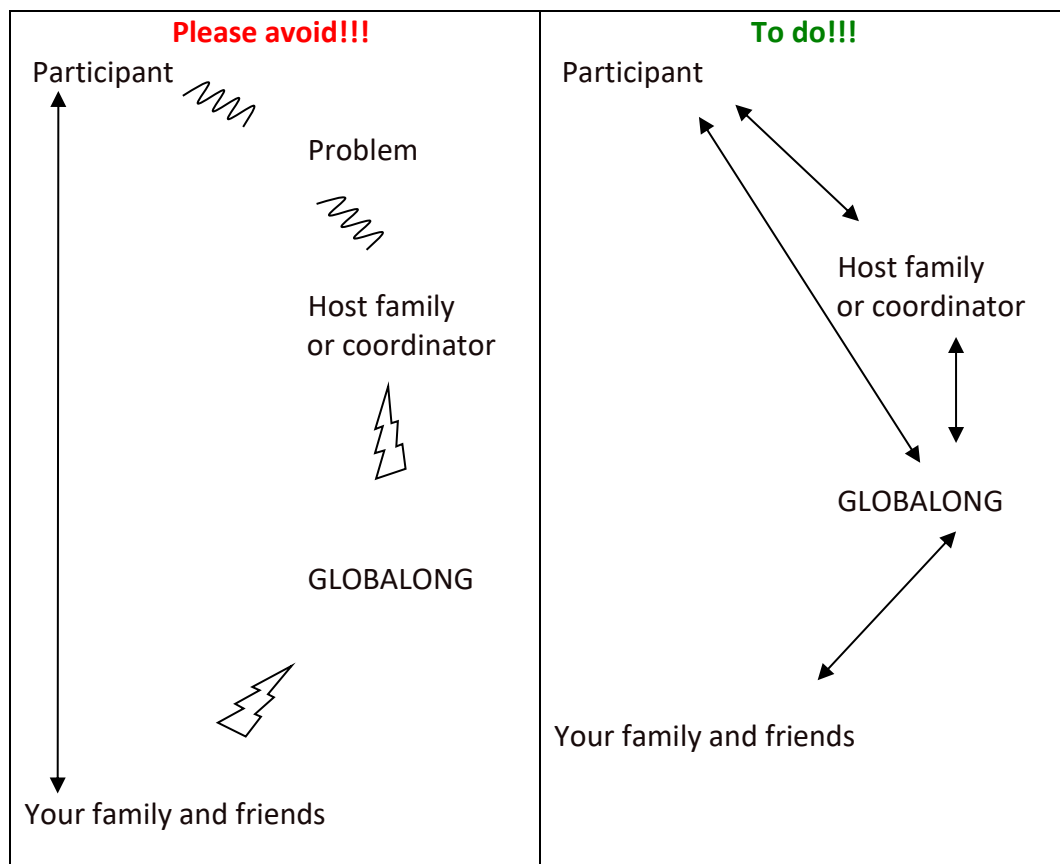 Please avoid!!!
Participant
Problem
Host family
or coordinator
GLOBALONG
Your family and friends
To do!!!
Participant
Host family
or coordinator
GLOBALONG
Your family and friends